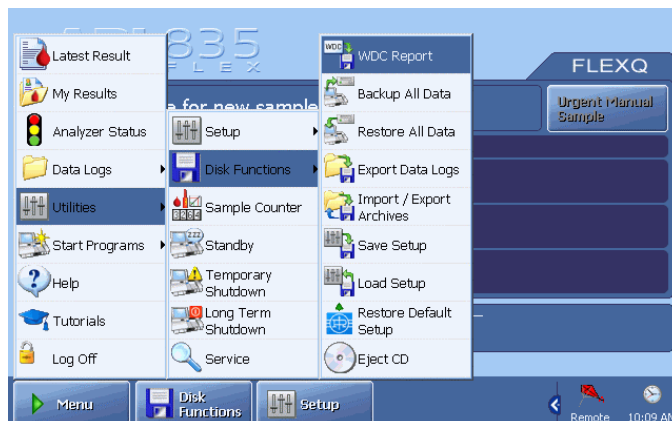 835
FLEX
FLEXQ
e for new sample
Urgent Manual
Sample
Latest Result
My Results
Analyzer Status
Data Logs
Utilities
Start Programs
Help
Tutorials
Log Off
Setup
Disk Functions
Sample Counter
Standby
Temporary
Shutdown
Long Term
Shutdown
Service
WDC
WDC Report
Backup All Data
Restore All Data
Export Data Logs
Import / Export
Archives
Save Setup
Load Setup
Restore Default
Setup
Eject CD
Menu
Disk
Functions
Setup
Remote
10:09 AM